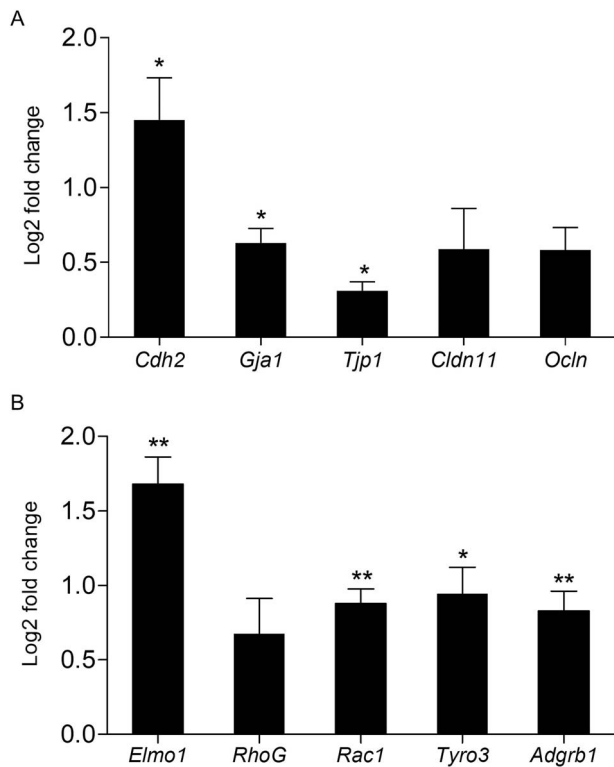 A
Log2 fold change
2.0
1.5
1.0
0.5
0.0
*
*
*
Cdh2 Gja1 Tjp1 Cldn11 Ocln
B
Log2 fold change
2.0
1.5
1.0
0.5
0.0
**
**
*
**
Elmo1 RhoG Rac1 Tyro3 Adgrb1